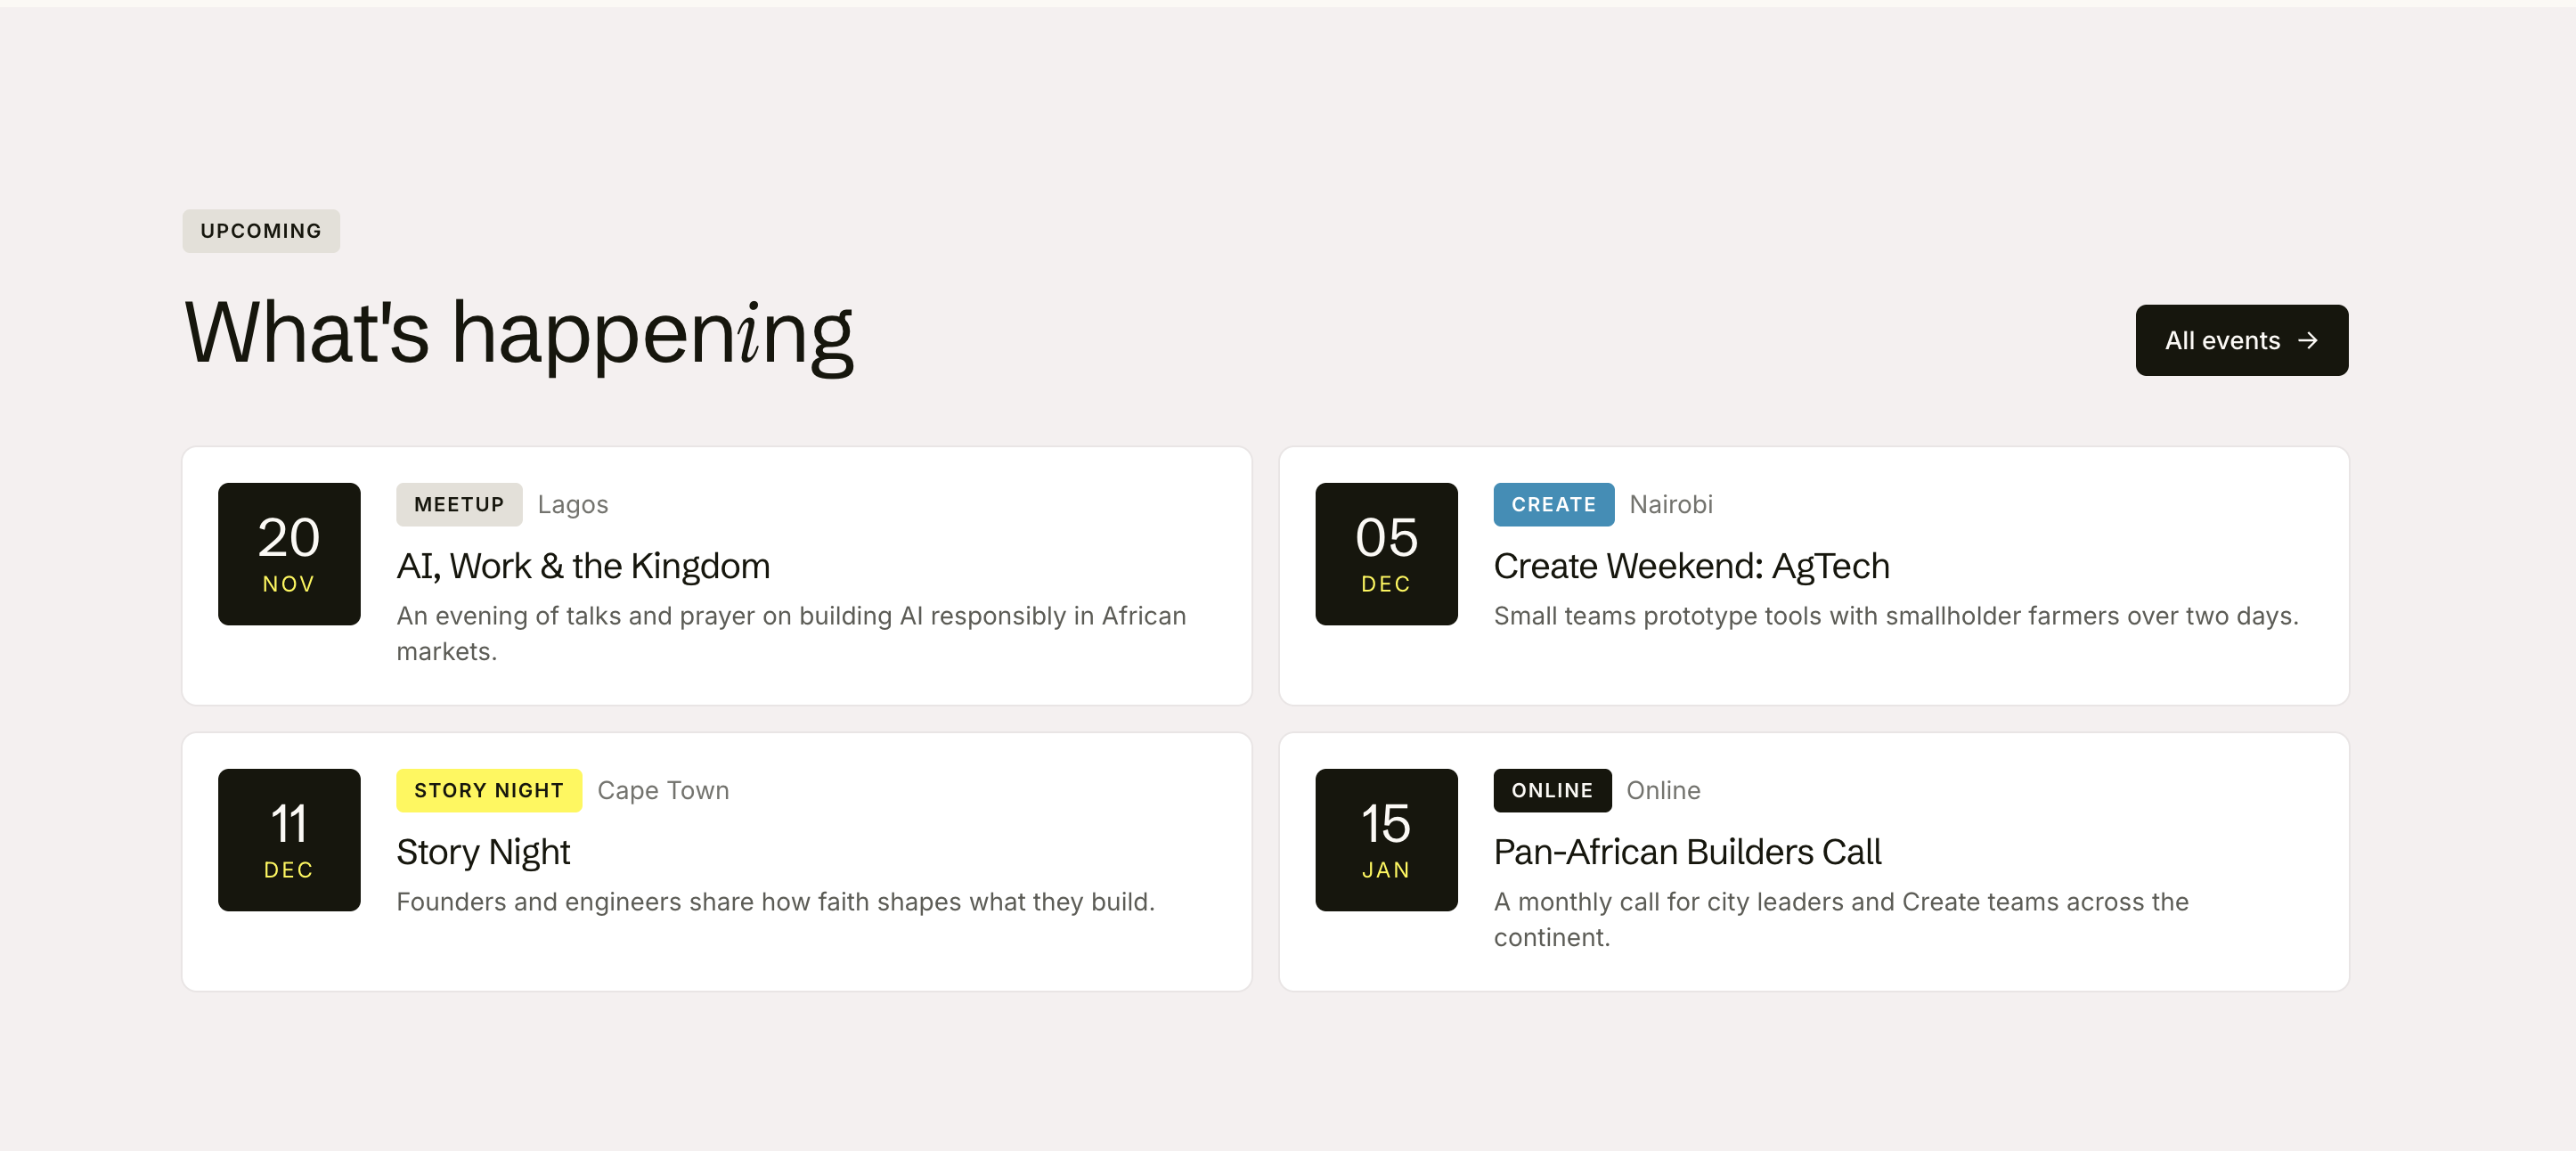 UPCOMING
What's happening
All events →
20
NOV
MEETUP Lagos
AI, Work & the Kingdom
An evening of talks and prayer on building AI responsibly in African
markets.
05
DEC
CREATE Nairobi
Create Weekend: AgTech
Small teams prototype tools with smallholder farmers over two days.
11
DEC
STORY NIGHT Cape Town
Story Night
Founders and engineers share how faith shapes what they build.
15
JAN
ONLINE Online
Pan-African Builders Call
A monthly call for city leaders and Create teams across the
continent.